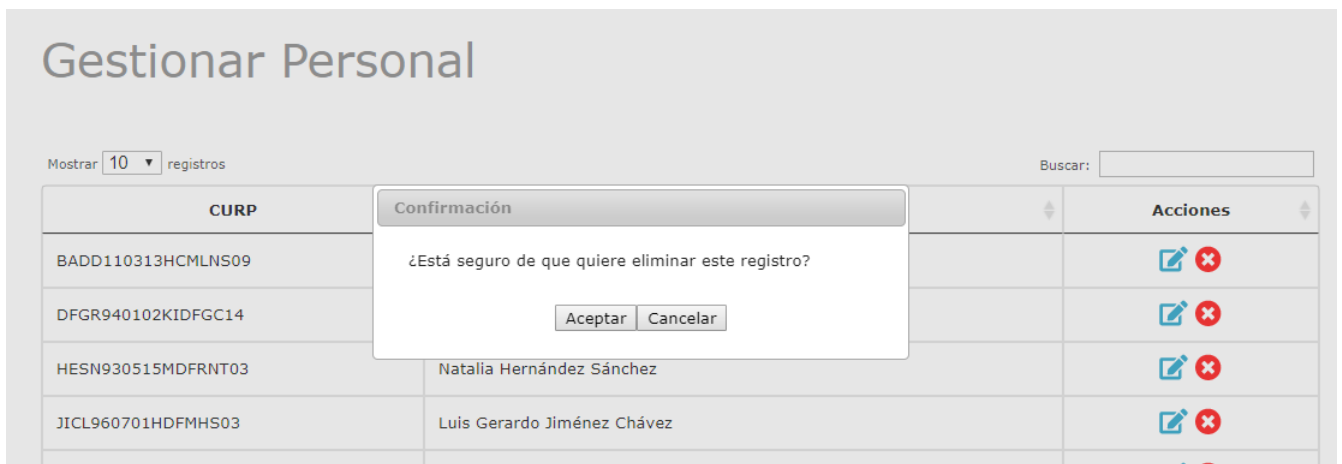 Gestionar Personal
Mostrar 10 registros
Buscar:
CURP
Acciones
Confirmación
¿Está seguro de que quiere eliminar este registro?
Aceptar Cancelar
BADD110313HCMLNS09
DFGR940102KIDFGC14
HESN930515MDFRNT03 Natalia Hernández Sánchez
JICL960701HDFMHS03 Luis Gerardo Jiménez Chávez